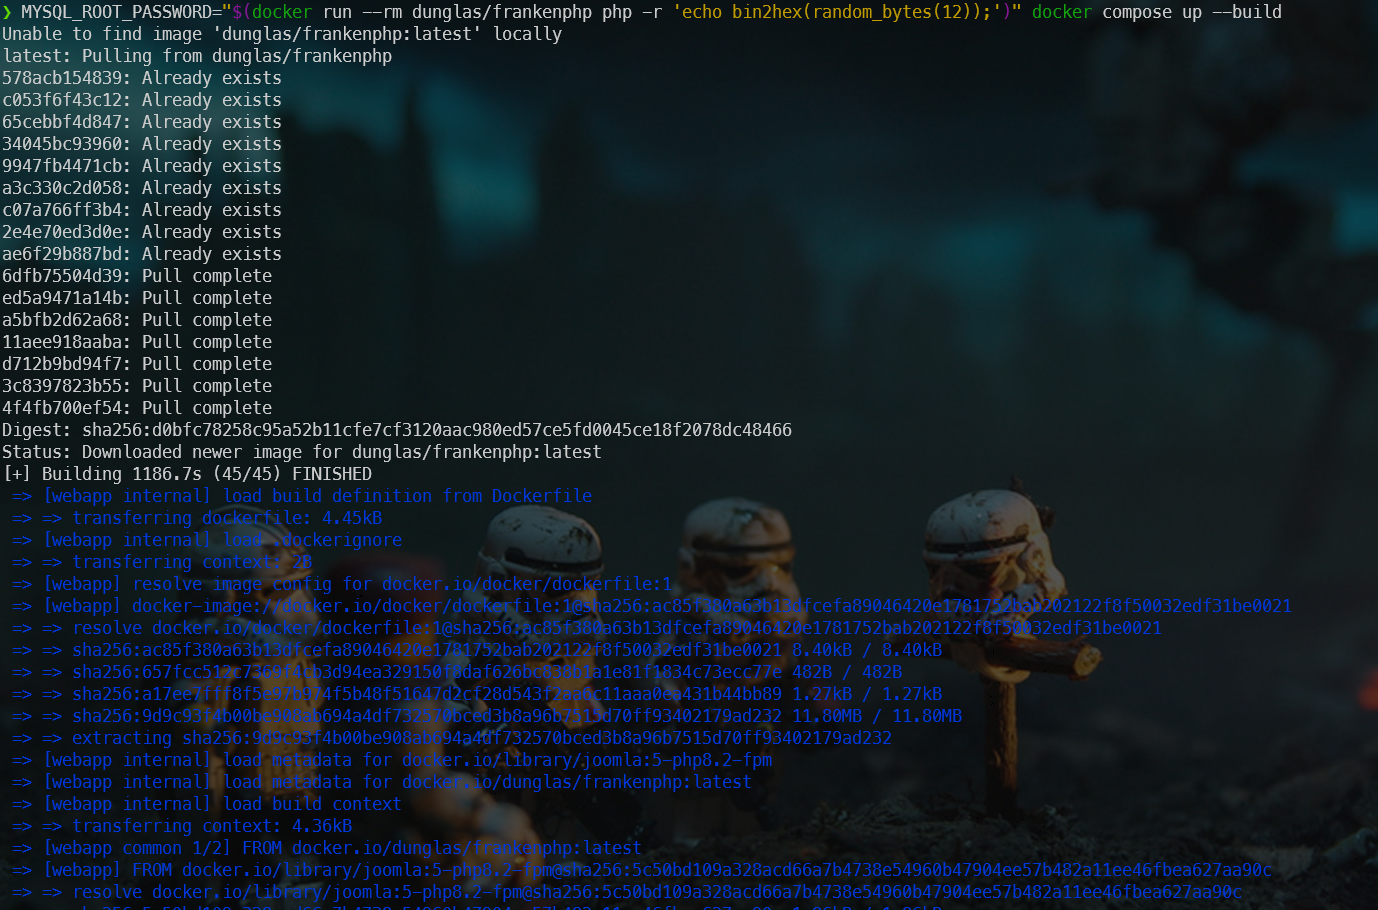 ❯ MYSQL_ROOT_PASSWORD="$(docker run --rm dunglas/frankenphp php -r 'echo bin2hex(random_bytes(12));')" docker compose up --build
Unable to find image 'dunglas/frankenphp:latest' locally
latest: Pulling from dunglas/frankenphp
578acb154839: Already exists
c053f6f43c12: Already exists
65cebbf4d847: Already exists
34045bc93960: Already exists
9947fb4471cb: Already exists
a3c330c2d058: Already exists
c07a766ff3b4: Already exists
2e4e70ed3d0e: Already exists
ae6f29b887bd: Already exists
6dfb75504d39: Pull complete
ed5a9471a14b: Pull complete
a5bfb2d62a68: Pull complete
11aee918aaba: Pull complete
d712b9bd94f7: Pull complete
3c8397823b55: Pull complete
4f4fb700ef54: Pull complete
Digest: sha256:d0bfc78258c95a52b11cfe7cf3120aac980ed57ce5fd0045ce18f2078dc48466
Status: Downloaded newer image for dunglas/frankenphp:latest
[+] Building 1186.7s (45/45) FINISHED
=> [webapp internal] load build definition from Dockerfile
=> => transferring dockerfile: 4.45kB
=> [webapp internal] load .dockerignore
=> => transferring context: 2B
=> [webapp] resolve image config for docker.io/docker/dockerfile:1
=> [webapp] docker-image://docker.io/docker/dockerfile:1@sha256:ac85f380a63b13dfcefa89046420e1781752bab202122f8f50032edf31be0021
=> => resolve docker.io/docker/dockerfile:1@sha256:ac85f380a63b13dfcefa89046420e1781752bab202122f8f50032edf31be0021
=> => sha256:ac85f380a63b13dfcefa89046420e1781752bab202122f8f50032edf31be0021 8.40kB / 8.40kB
=> => 482B / 482B
=> => 1.27kB / 1.27kB
=> => sha256:9d9c93f4b00be908ab694a4df732570bced3b8a96b7515d70ff93402179ad232 11.80MB / 11.80MB
=> => extracting sha256:9d9c93f4b00be908ab694a4df732570bced3b8a96b7515d70ff93402179ad232
=> [webapp internal] load metadata for docker.io/library/joomla:5-php8.2-fpm
=> [webapp internal] load metadata for docker.io/dunglas/frankenphp:latest
=> [webapp internal] load build context
=> => transferring context: 4.36kB
=> [webapp common 1/2] FROM docker.io/dunglas/frankenphp:latest
=> [webapp] FROM docker.io/library/joomla:5-php8.2-fpm@sha256:5c50bd109a328acd66a7b4738e54960b47904ee57b482a11ee46fbea627aa90c
=> => resolve docker.io/library/joomla:5-php8.2-fpm@sha256:5c50bd109a328acd66a7b4738e54960b47904ee57b482a11ee46fbea627aa90c